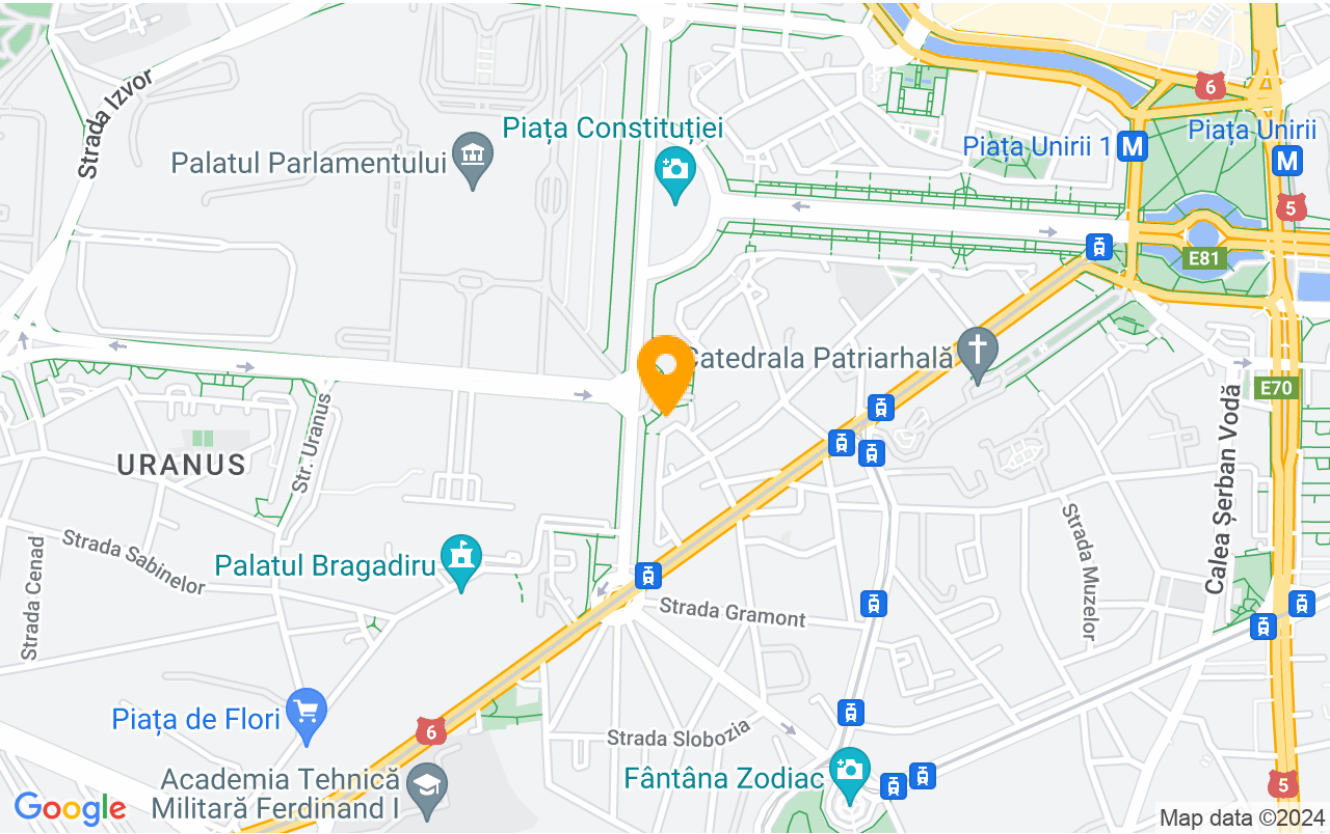 Strada Izvor
6
Piața Constituției
Piața Unirii
Piața Unirii 1
M
M
Palatul Parlamentului
5
E81
Catedrala Patriarhală
E70
Calea Șerban Vodă
Str. Uranus
URANUS
Strada Muzelor
Strada Sabinelor
Palatul Bragadiru
Strada Cenad
Strada Gramont
Piața de Flori
6
Strada Slobozia
Academia Tehnică
Militară Ferdinand I
Fântâna Zodiac
5
Google
Map data ©2024